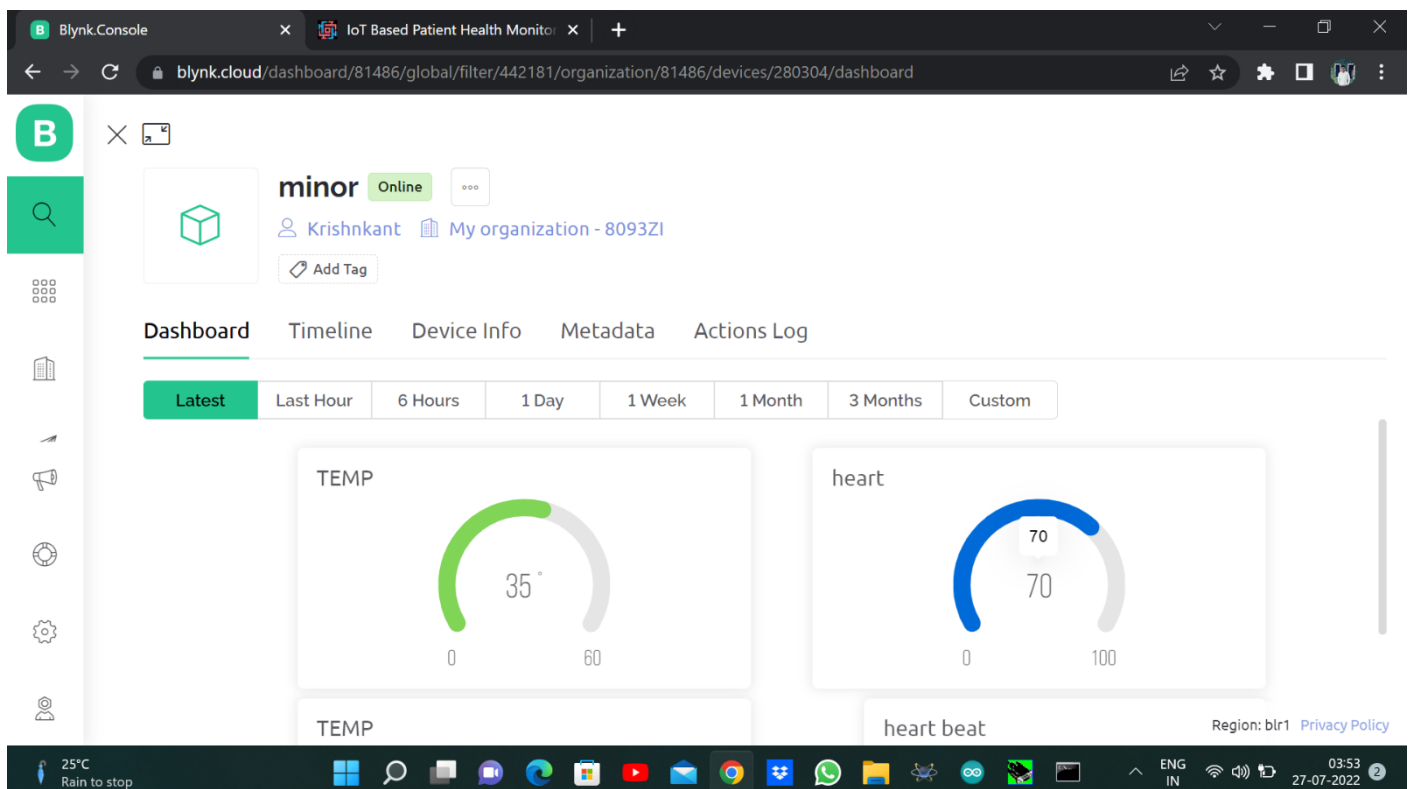 Blynk.Console
IoT Based Patient Health Monitor
blynk.cloud/dashboard/81486/global/filter/442181/organization/81486/devices/280304/dashboard
B
minor Online
Krishnkant My organization - 8093ZI
Add Tag
Dashboard Timeline Device Info Metadata Actions Log
Latest Last Hour 6 Hours 1 Day 1 Week 1 Month 3 Months Custom
TEMP
35°
0 60
heart
70
70
0 100
TEMP
heart beat
Region: blr1 Privacy Policy
25°C
Rain to stop
ENG
IN
03:53
27-07-2022
2